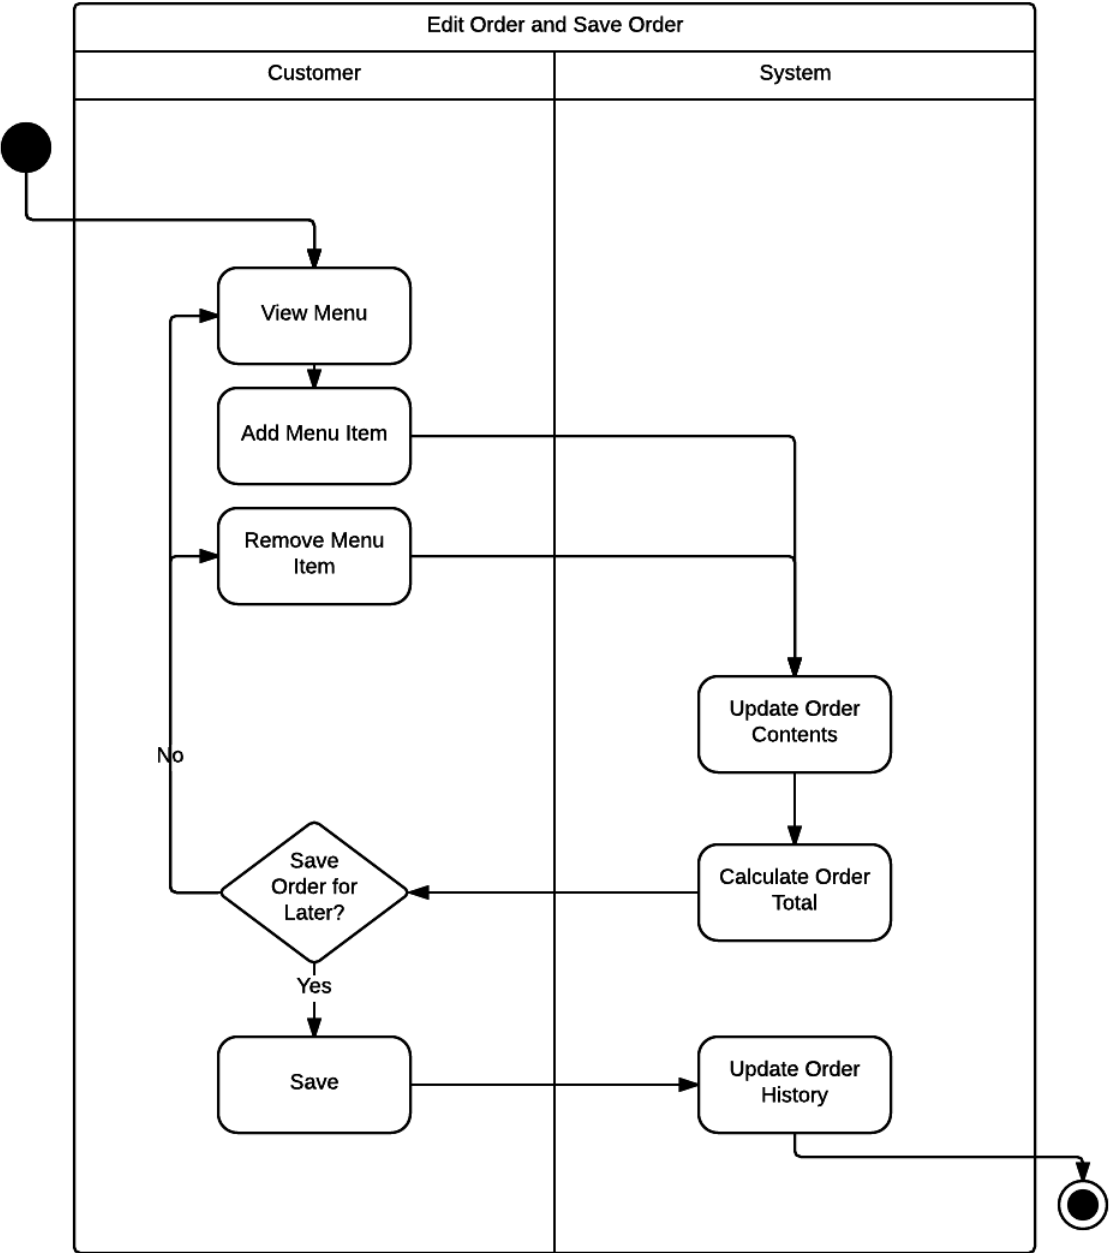 Edit Order and Save Order
Customer
System
View Menu
Add Menu Item
Remove Menu
Item
Update Order
Contents
No
Save
Order for
Later?
Calculate Order
Total
Yes
Save
Update Order
History